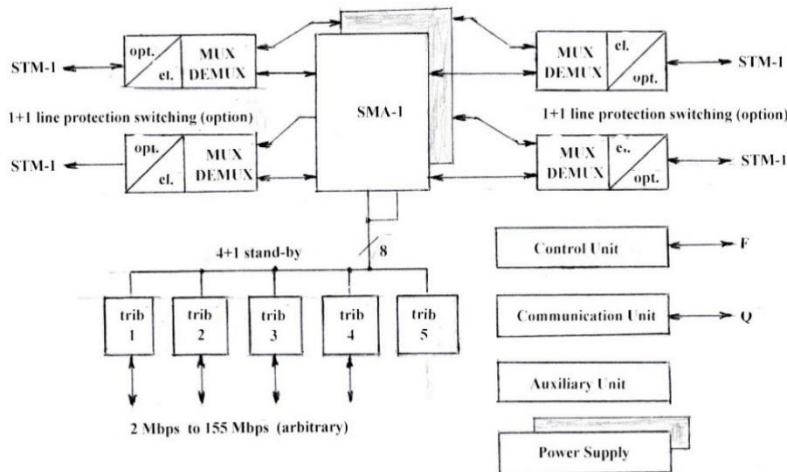 opt.
el.
MUX
DEMUX
el.
opt.
MUX
DEMUX
STM-1
STM-1
SMA-1
1+1 line protection switching (option)
1+1 line protection switching (option)
opt.
el.
MUX
DEMUX
MUX
DEMUX
opt.
STM-1
STM-1
4+1 stand-by
8
Control Unit
F
trib
1
trib
2
trib
3
trib
4
trib
5
Communication Unit
Q
Auxiliary Unit
2 Mbps to 155 Mbps (arbitrary)
Power Supply